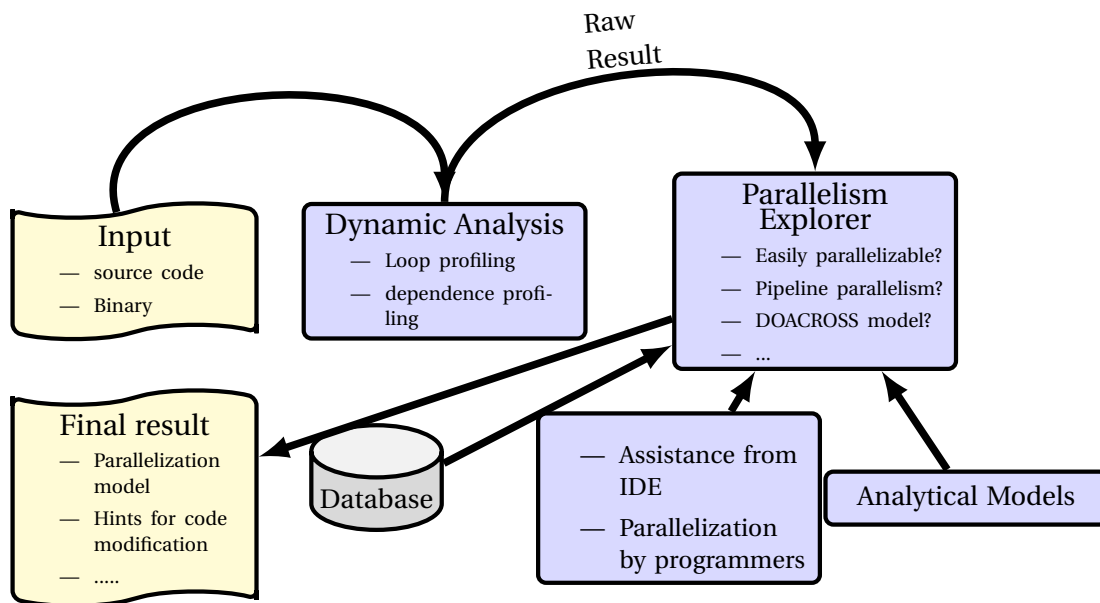 Raw
Result
Input
— source code
— Binary
Dynamic Analysis
— Loop profiling
— dependence profi-
ling
Parallelism
Explorer
— Easily parallelizable?
— Pipeline parallelism?
— DOACROSS model?
— ...
Final result
— Parallelization
model
— Hints for code
modification
— .....
Database
— Assistance from
IDE
— Parallelization
by programmers
Analytical Models